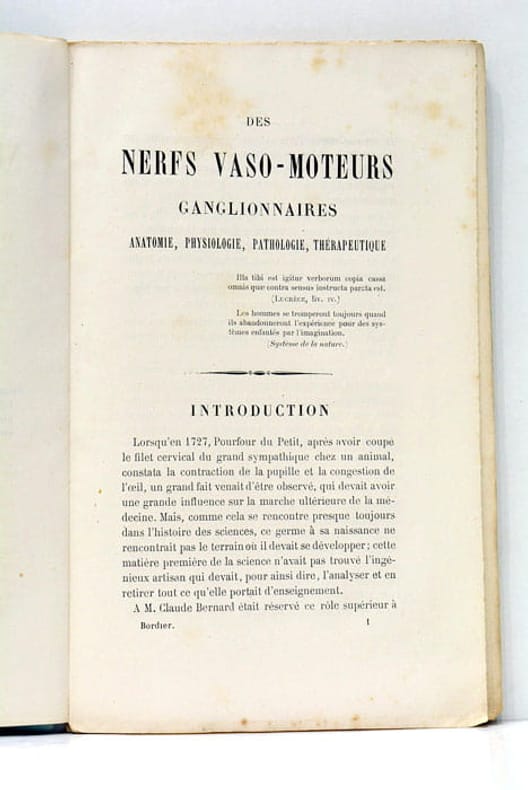 DES
NERFS VASO-MOTEURS
GANGLIONNAIRES
ANATOMIE, PHYSIOLOGIE, PATHOLOGIE, THÉRAPEUTIQUE
Illa tibi est igitur verborum copia cassa
omnis que contra sensus instructa parata est.
(LUCRÈCE, liv. IV.)
Les hommes se tromperont toujours quand
ils abandonneront l'expérience pour des sys-
tèmes enfantés par l'imagination.
(Système de la nature.)
INTRODUCTION
Lorsqu'en 1727, Pourfour du Petit, après avoir coupé
le filet cervical du grand sympathique chez un animal,
constata la contraction de la pupille et la congestion de
l'œil, un grand fait venait d'être observé, qui devait avoir
une grande influence sur la marche ultérieure de la mé-
decine. Mais, comme cela se rencontre presque toujours
dans l'histoire des sciences, ce germe à sa naissance ne
rencontrait pas le terrain où il devait se développer; cette
matière première de la science n'avait pas trouvé l'ingé-
nieux artisan qui devait, pour ainsi dire, l'analyser et en
retirer tout ce qu'elle portait d'enseignement.
A M. Claude Bernard était réservé ce rôle supérieur à
Bordier. 1